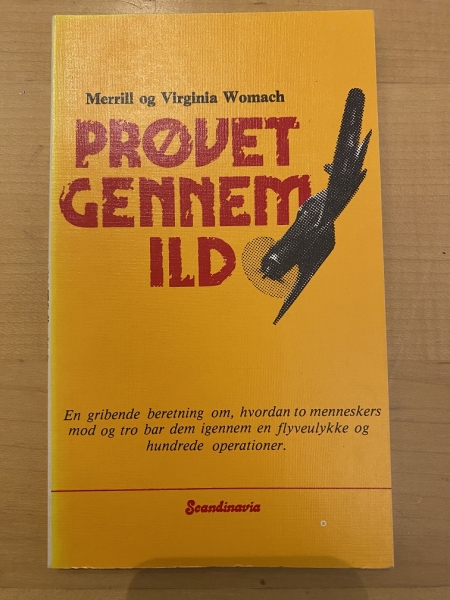 Merrill og Virginia Womach
PRØVET
GENNEM
ILD
En gribende beretning om, hvordan to menneskers
mod og tro bar dem igennem en flyveulykke og
hundrede operationer.
Scandinavia